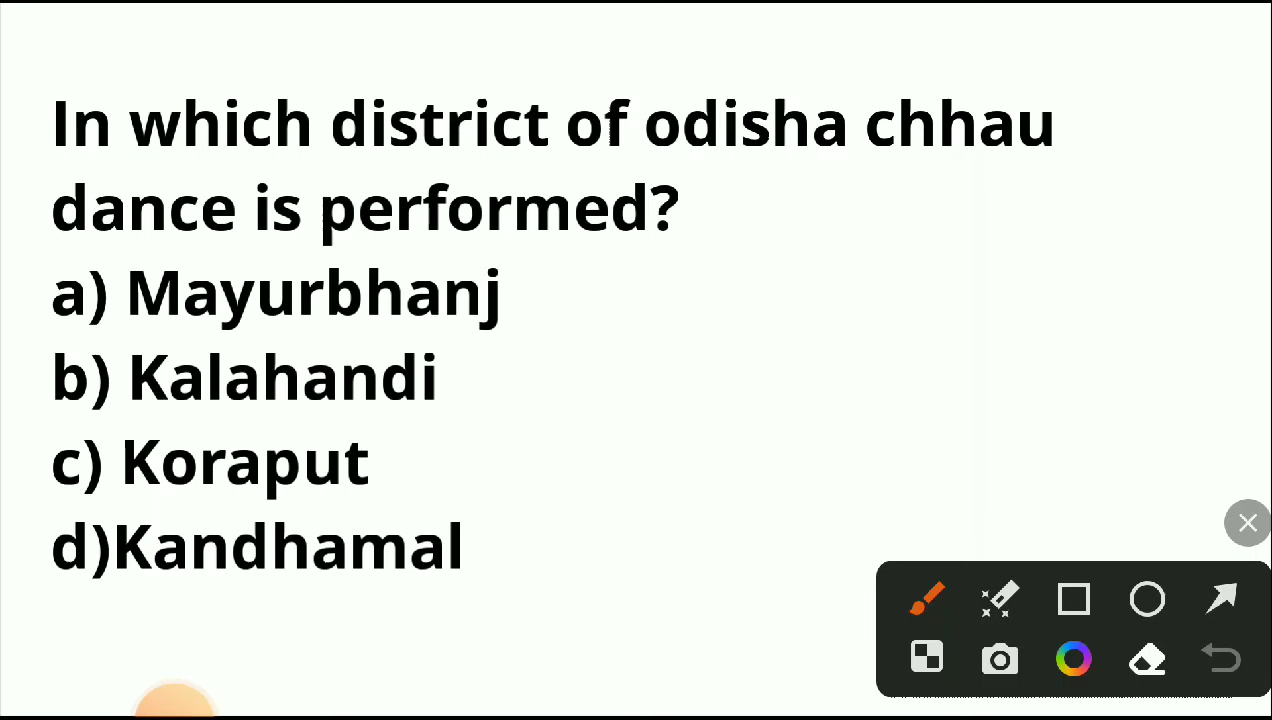 In which district of odisha chhau
dance is performed?
a) Mayurbhanj
b) Kalahandi
c) Koraput
d)Kandhamal